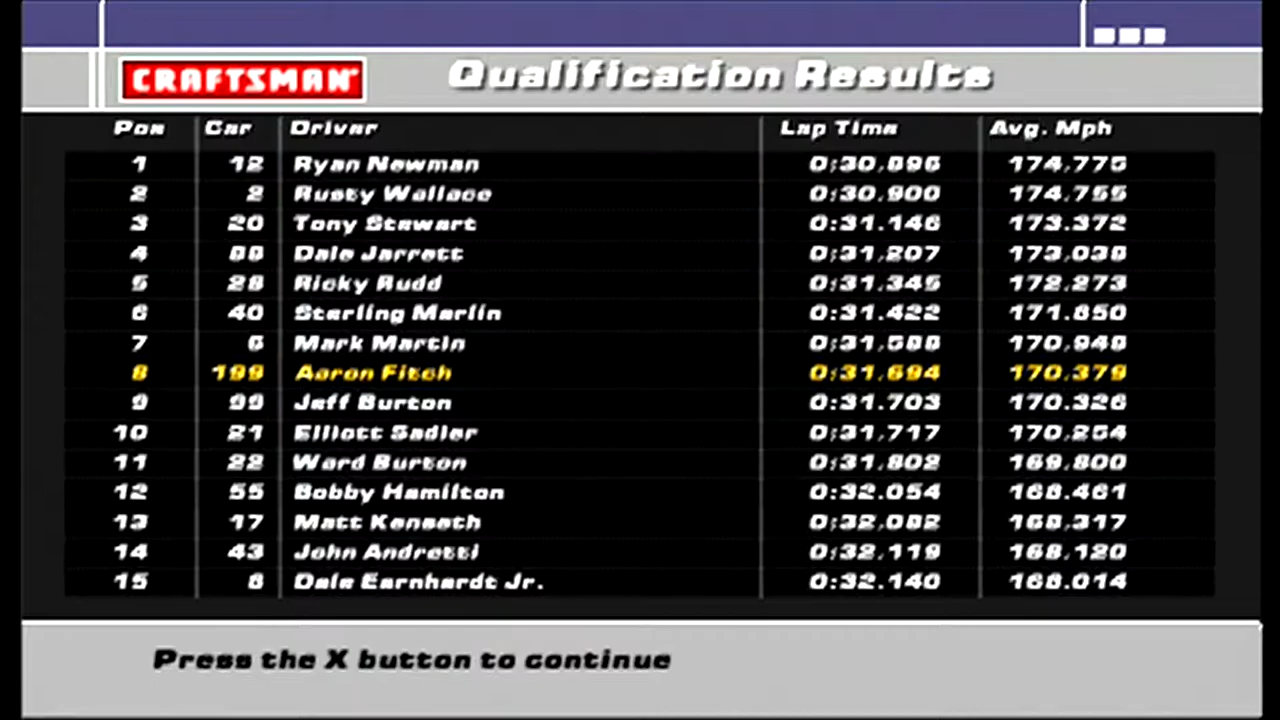 CRAFTSMAN Qualification Results
Pos Car Driver Lap Time Avg. Mph
1 12 Ryan Newman 0:30.896 174.775
2 2 Rusty Wallace 0:30.900 174.755
3 20 Tony Stewart 0:31.146 173.372
4 88 Dale Jarrett 0:31.207 173.038
5 28 Ricky Rudd 0:31.345 172.273
6 40 Sterling Marlin 0:31.422 171.850
7 6 Mark Martin 0:31.588 170.949
8 199 Aaron Fitch 0:31.694 170.379
9 99 Jeff Burton 0:31.703 170.326
10 21 Elliott Sadler 0:31.717 170.254
11 22 Ward Burton 0:31.802 169.800
12 55 Bobby Hamilton 0:32.054 168.461
13 17 Matt Kenseth 0:32.082 168.317
14 43 John Andretti 0:32.119 168.120
15 8 Dale Earnhardt Jr. 0:32.140 168.014
Press the X button to continue